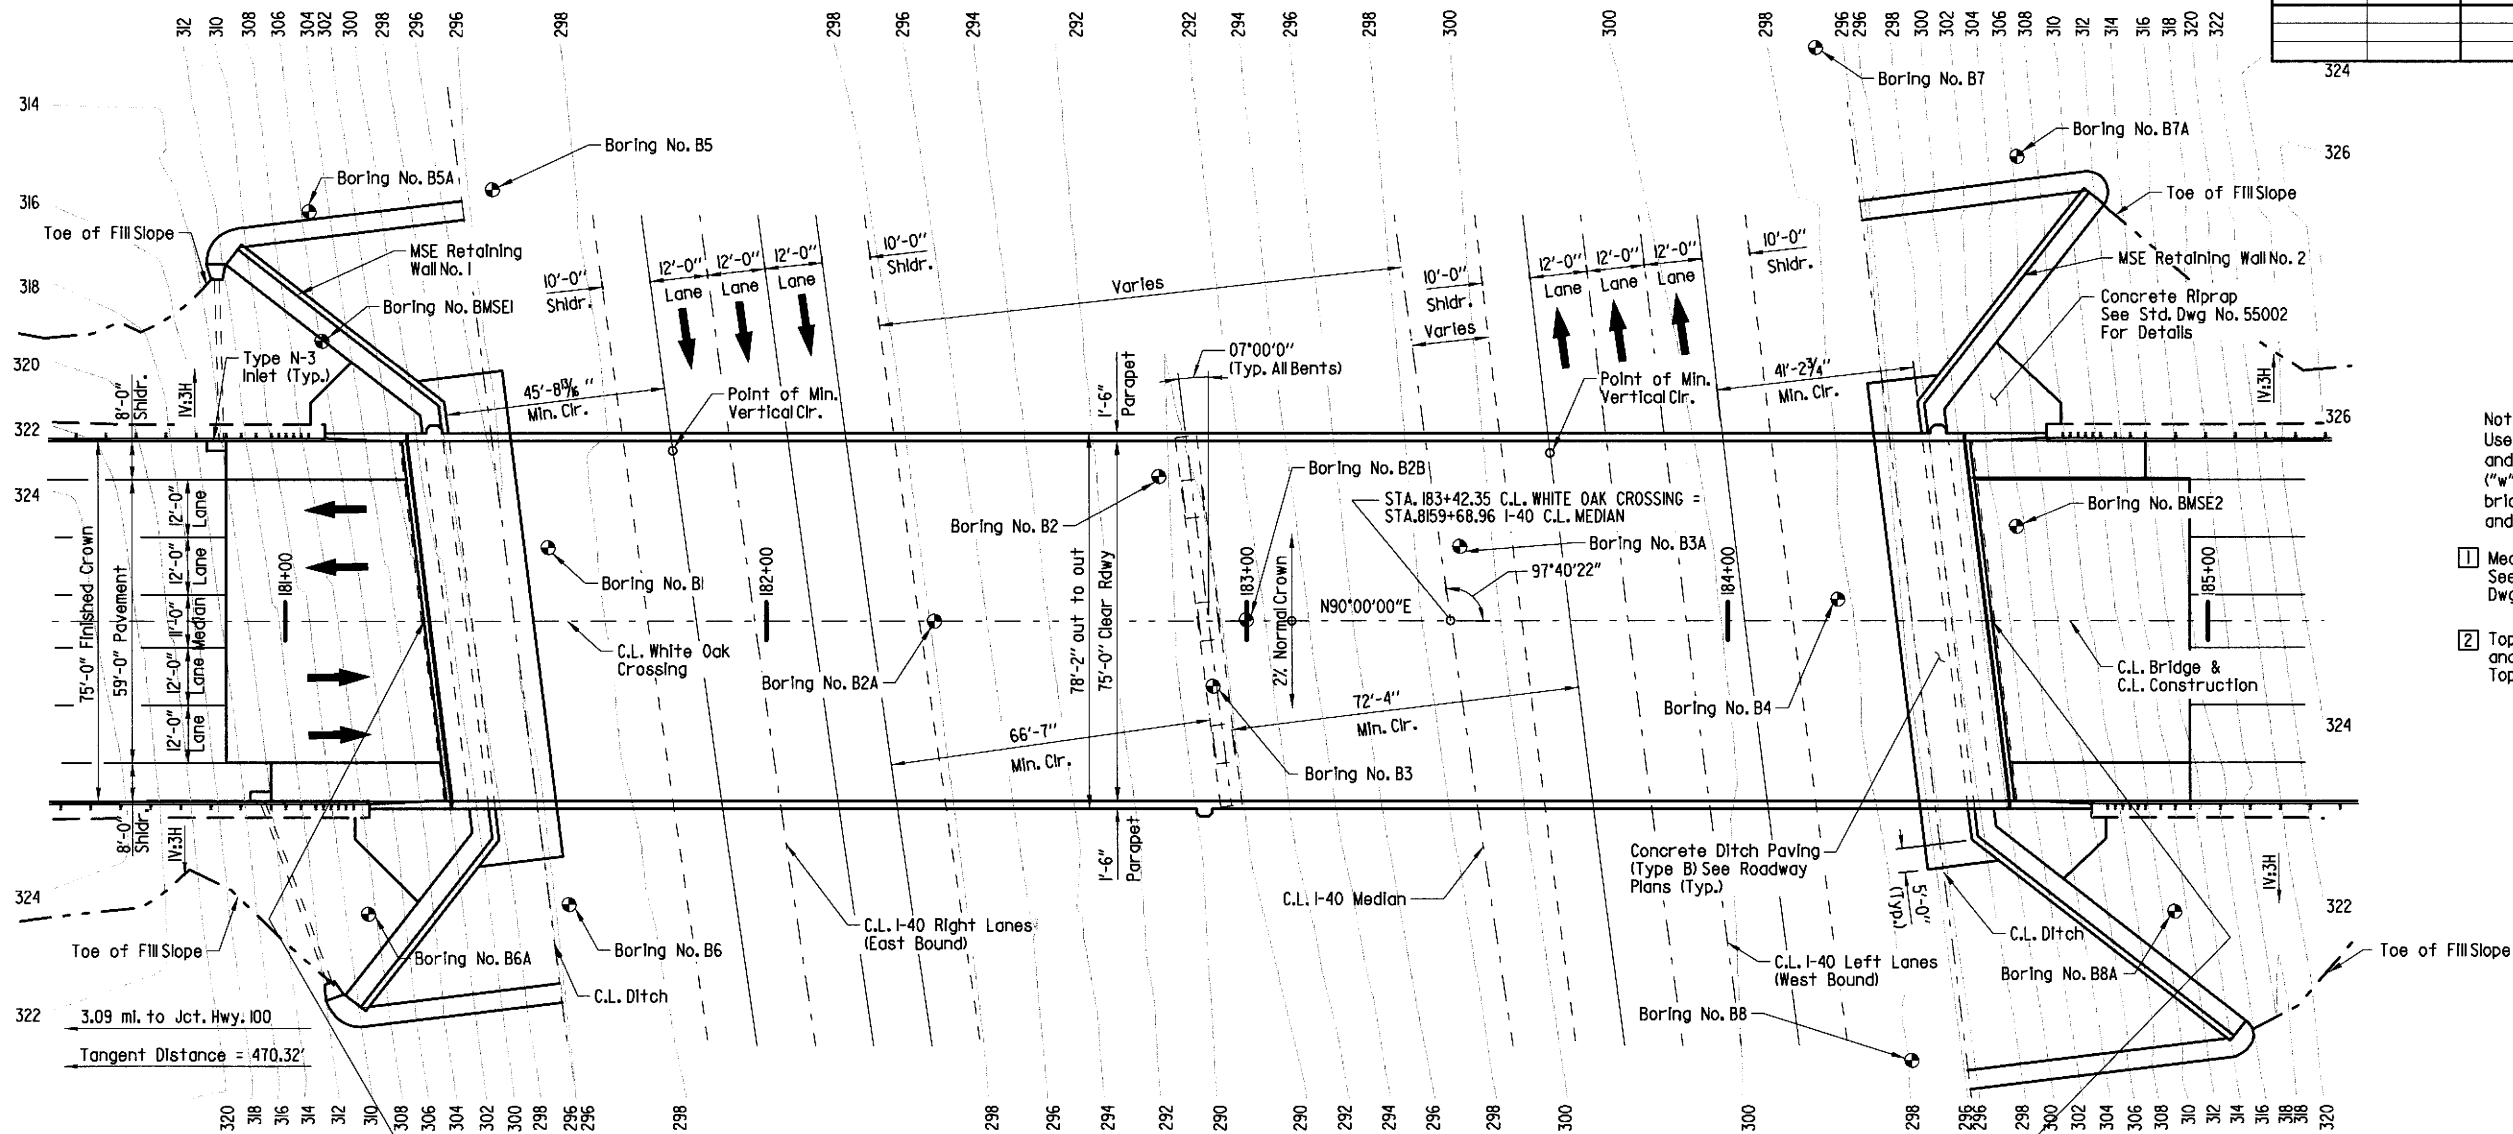 312 310 308 306 304 302 300 298 296 296 298 298 296 294 292 292 294 296 298 300 300 298 296 296 298 300 302 304 306 308 310 312 314 316 318 320 322
324
314
Boring No. B7
Boring No. B5
Boring No. B7A
326
Boring No. B5A
316
Toe of Fill Slope
Toe of Fill Slope
MSE Retaining
Wall No. 1
10'-0"
Shldr.
12'-0"
Lane
12'-0"
Lane
12'-0"
Lane
10'-0"
Shldr.
Varies
10'-0"
Shldr.
Varies
12'-0"
Lane
12'-0"
Lane
12'-0"
Lane
10'-0"
Shldr.
MSE Retaining Wall No. 2
318
Concrete Riprap
See Std. Dwg No. 55002
For Details
Boring No. BMSE1
320
Type N-3
Inlet (Typ.)
8'-0"
Shldr.
1V:3H
07°00'0"
(Typ. All Bents)
45'-8 13/16"
Min. Clr.
Point of Min.
Vertical Clr.
1'-6"
Parapet
Point of Min.
Vertical Clr.
41'-2 3/4"
Min. Clr.
1V:3H
322
326
Not
Use
and
("w"
bri
and
324
Boring No. B2B
STA. 183+42.35 C.L. WHITE OAK CROSSING =
STA.8159+68.96 I-40 C.L. MEDIAN
Boring No. BMSE2
Boring No. B2
Boring No. B3A
97°40'22"
75'-0" Finished Crown
59'-0" Pavement
12'-0"
Lane
12'-0"
Lane
11'-0"
Median
12'-0"
Lane
12'-0"
Lane
1 Med
See
Dwg
181+00
Boring No. B1
182+00
183+00
184+00
185+00
N90°00'00"E
78'-2" out to out
75'-0" Clear Rdwy
2% Normal Crown
2 Top
and
Top
C.L. White Oak
Crossing
Boring No. B2A
C.L. Bridge &
C.L. Construction
72'-4"
Min. Clr.
Boring No. B4
66'-7"
Min. Clr.
324
Boring No. B3
8'-0"
Shldr.
1V:3H
1'-6"
Parapet
Concrete Ditch Paving
(Type B) See Roadway
Plans (Typ.)
5'-0"
(Typ.)
1V:3H
324
C.L. I-40 Median
322
C.L. I-40 Right Lanes
(East Bound)
C.L. Ditch
Toe of Fill Slope
Boring No. B6A
Boring No. B6
C.L. I-40 Left Lanes
(West Bound)
Boring No. B8A
Toe of Fill Slope
C.L. Ditch
322
3.09 mi. to Jct. Hwy. 100
Boring No. B8
Tangent Distance = 470.32'
320 318 316 314 312 310 308 306 304 302 300 298 296 296 298 298 296 294 292 290 290 292 294 296 298 300 300 298 296 296 298 300 302 304 306 308 310 312 314 316 318 318 320